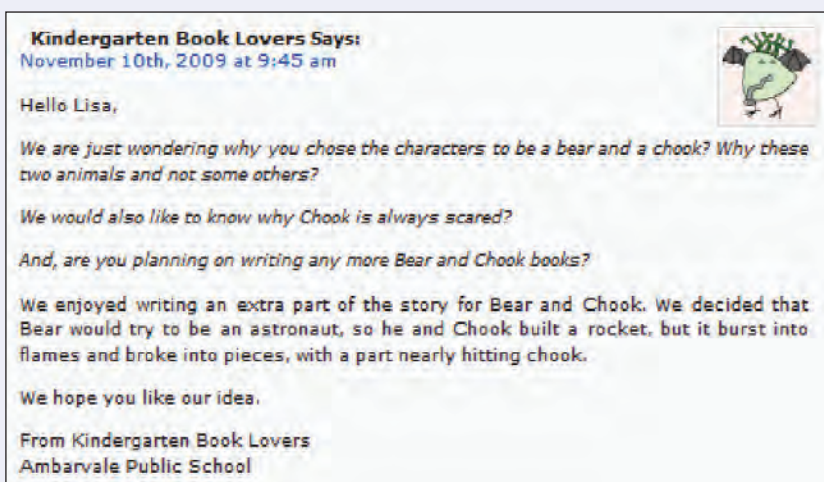 Kindergarten Book Lovers Says:
November 10th, 2009 at 9:45 am
Hello Lisa,
We are just wondering why you chose the characters to be a bear and a chook? Why these
two animals and not some others?
We would also like to know why Chook is always scared?
And, are you planning on writing any more Bear and Chook books?
We enjoyed writing an extra part of the story for Bear and Chook. We decided that
Bear would try to be an astronaut, so he and Chook built a rocket, but it burst into
flames and broke into pieces, with a part nearly hitting chook.
We hope you like our idea.
From Kindergarten Book Lovers
Ambarvale Public School